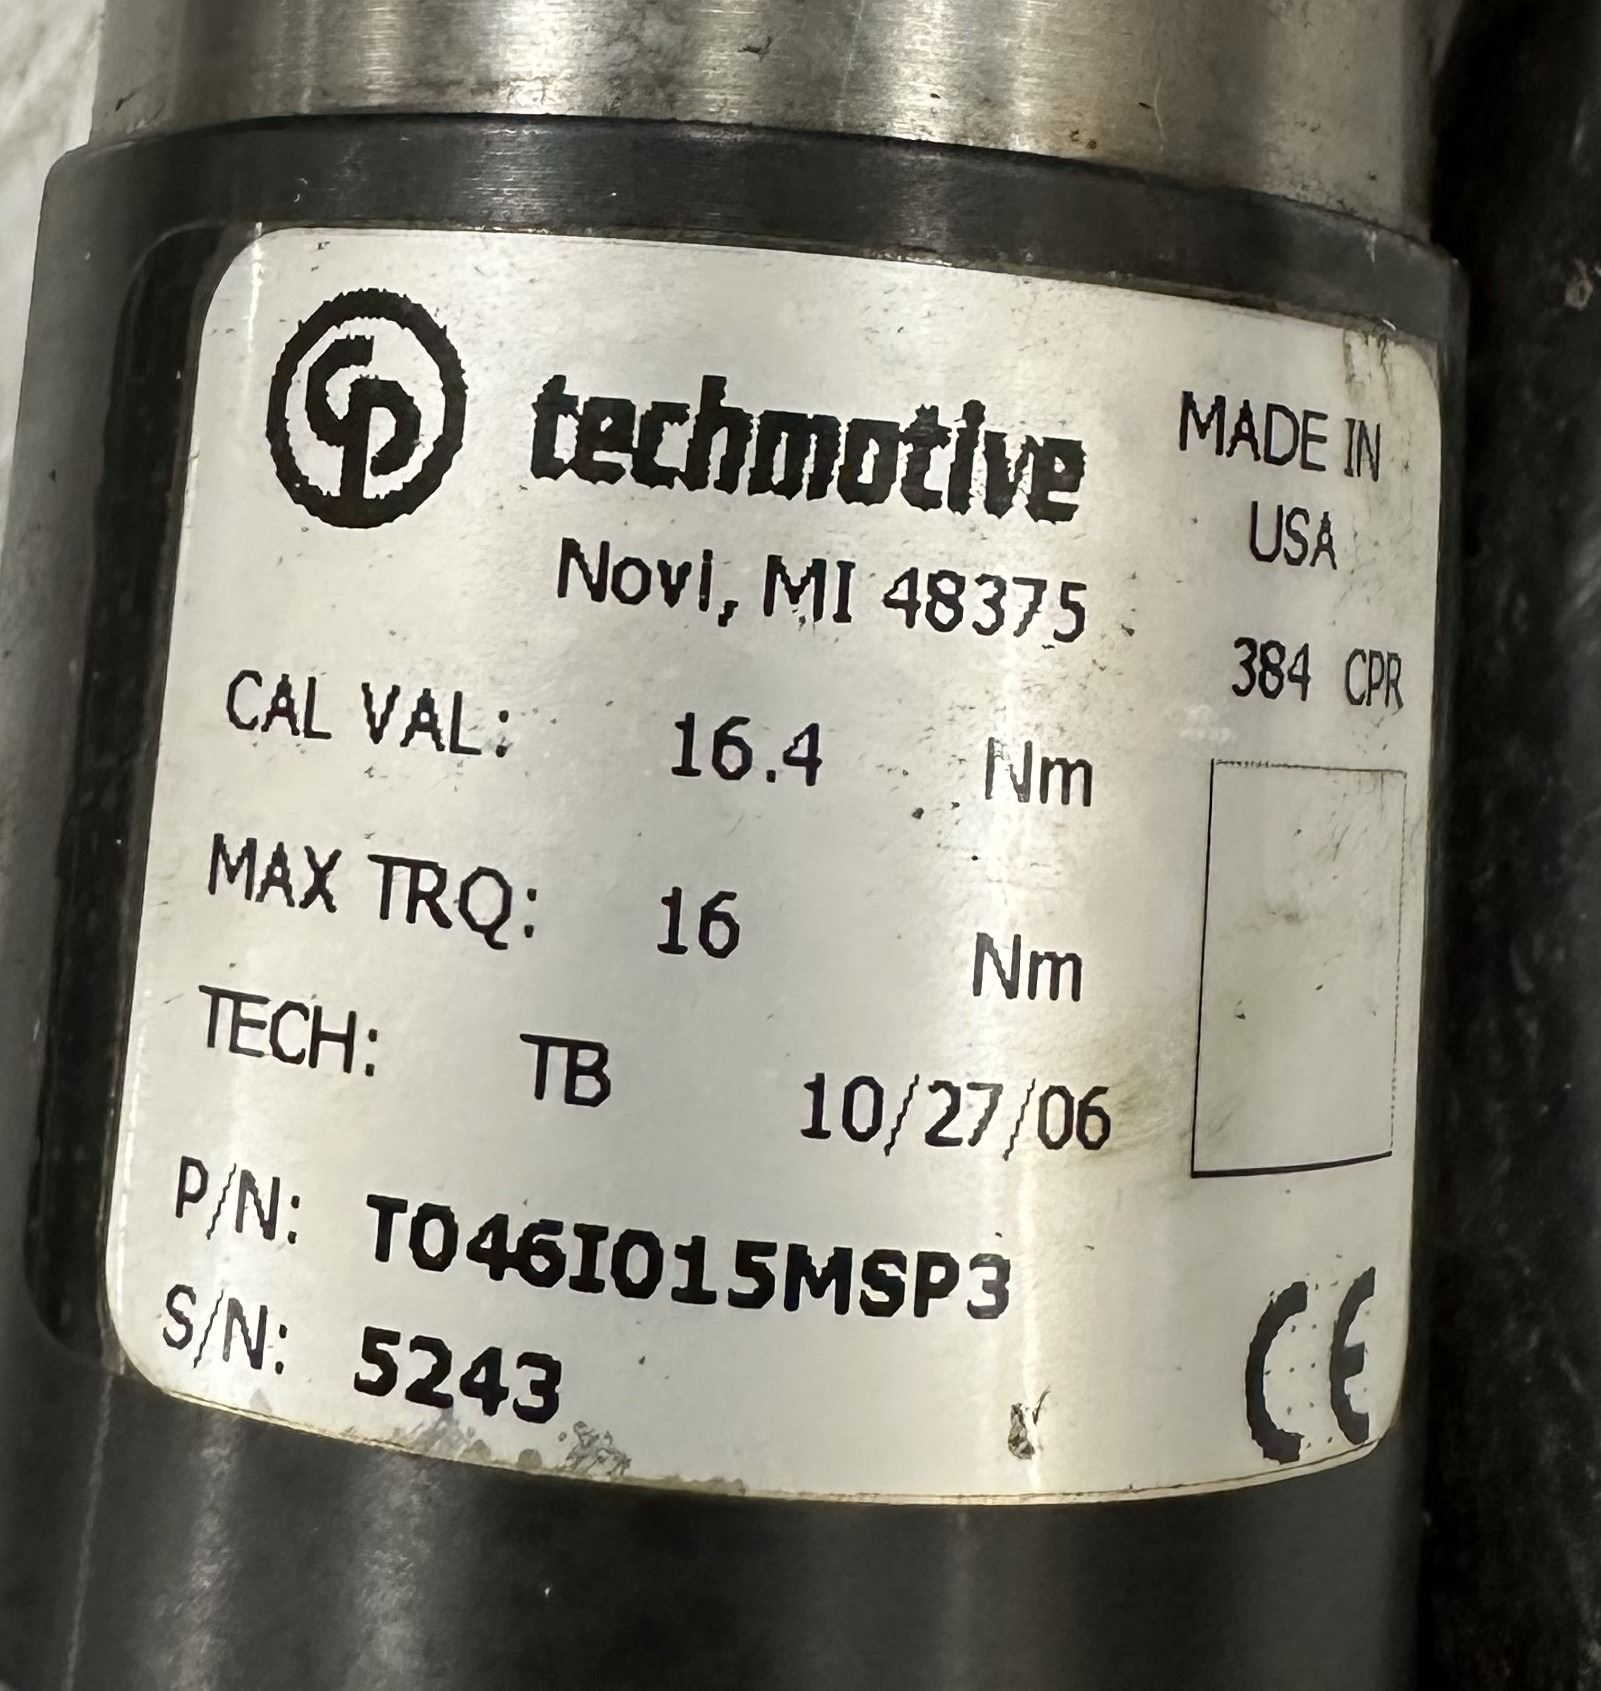 CP techmotive
Novi, MI 48375
MADE IN
USA
384 CPR
CAL VAL: 16.4 Nm
MAX TRQ: 16 Nm
TECH: TB 10/27/06
P/N: T046I015MSP3
S/N: 5243
CE